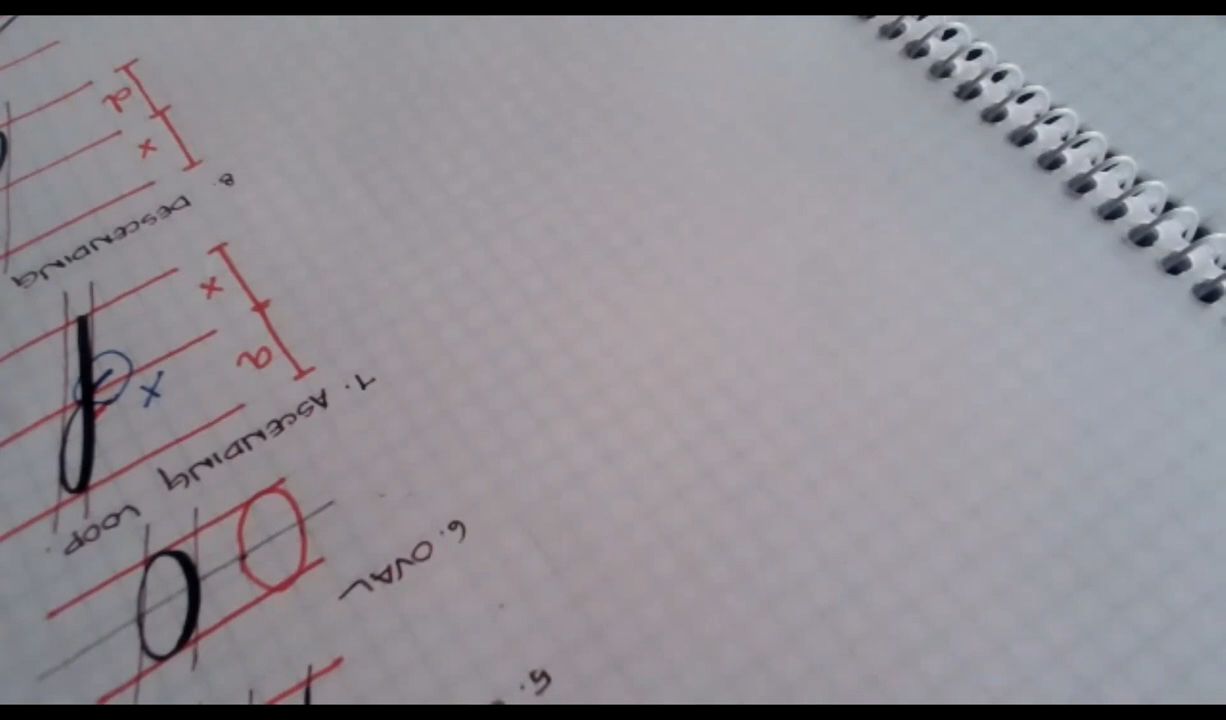 5.
6. OVAL
7. ASCENDING LOOP.
a
x
x
8. DESCENDING
x
d